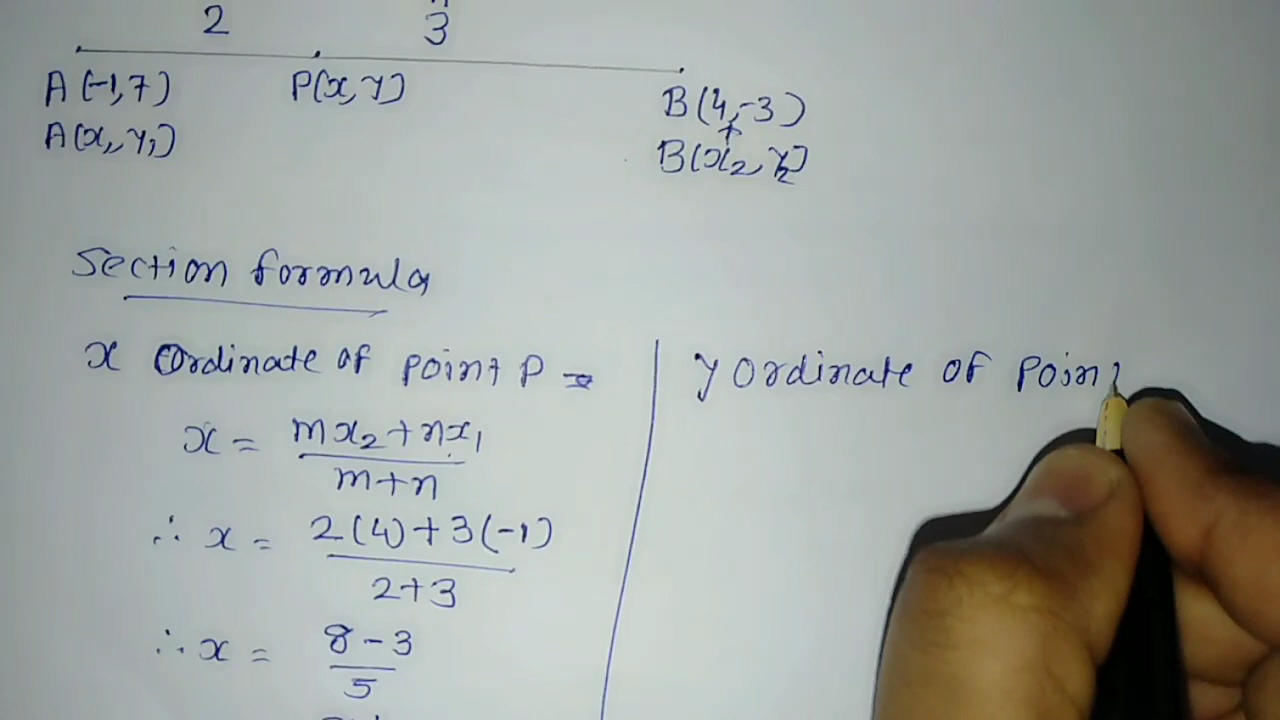 2 3
A(-1,7) P(x,y) B(4,-3)
A(x1,y1) B(x2,y2)
Section formula
x Ordinate of point P =
x = mx2+nx1
m+n
∴ x = 2(4)+3(-1)
2+3
∴ x = 8-3
5
y Ordinate of Poin